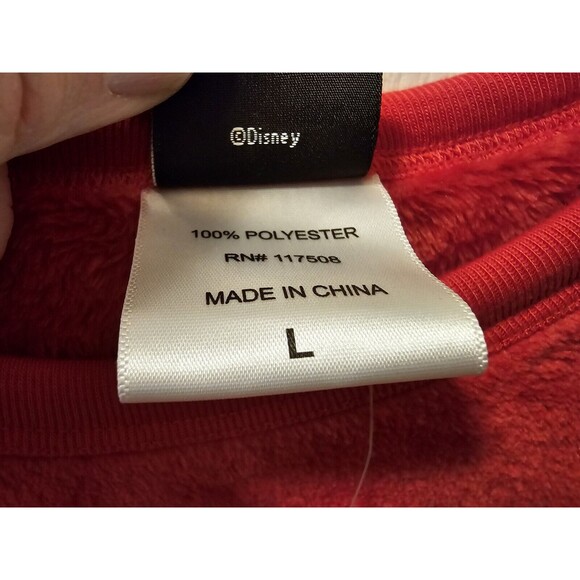 ©Disney
100% POLYESTER
RN# 117508
MADE IN CHINA
L